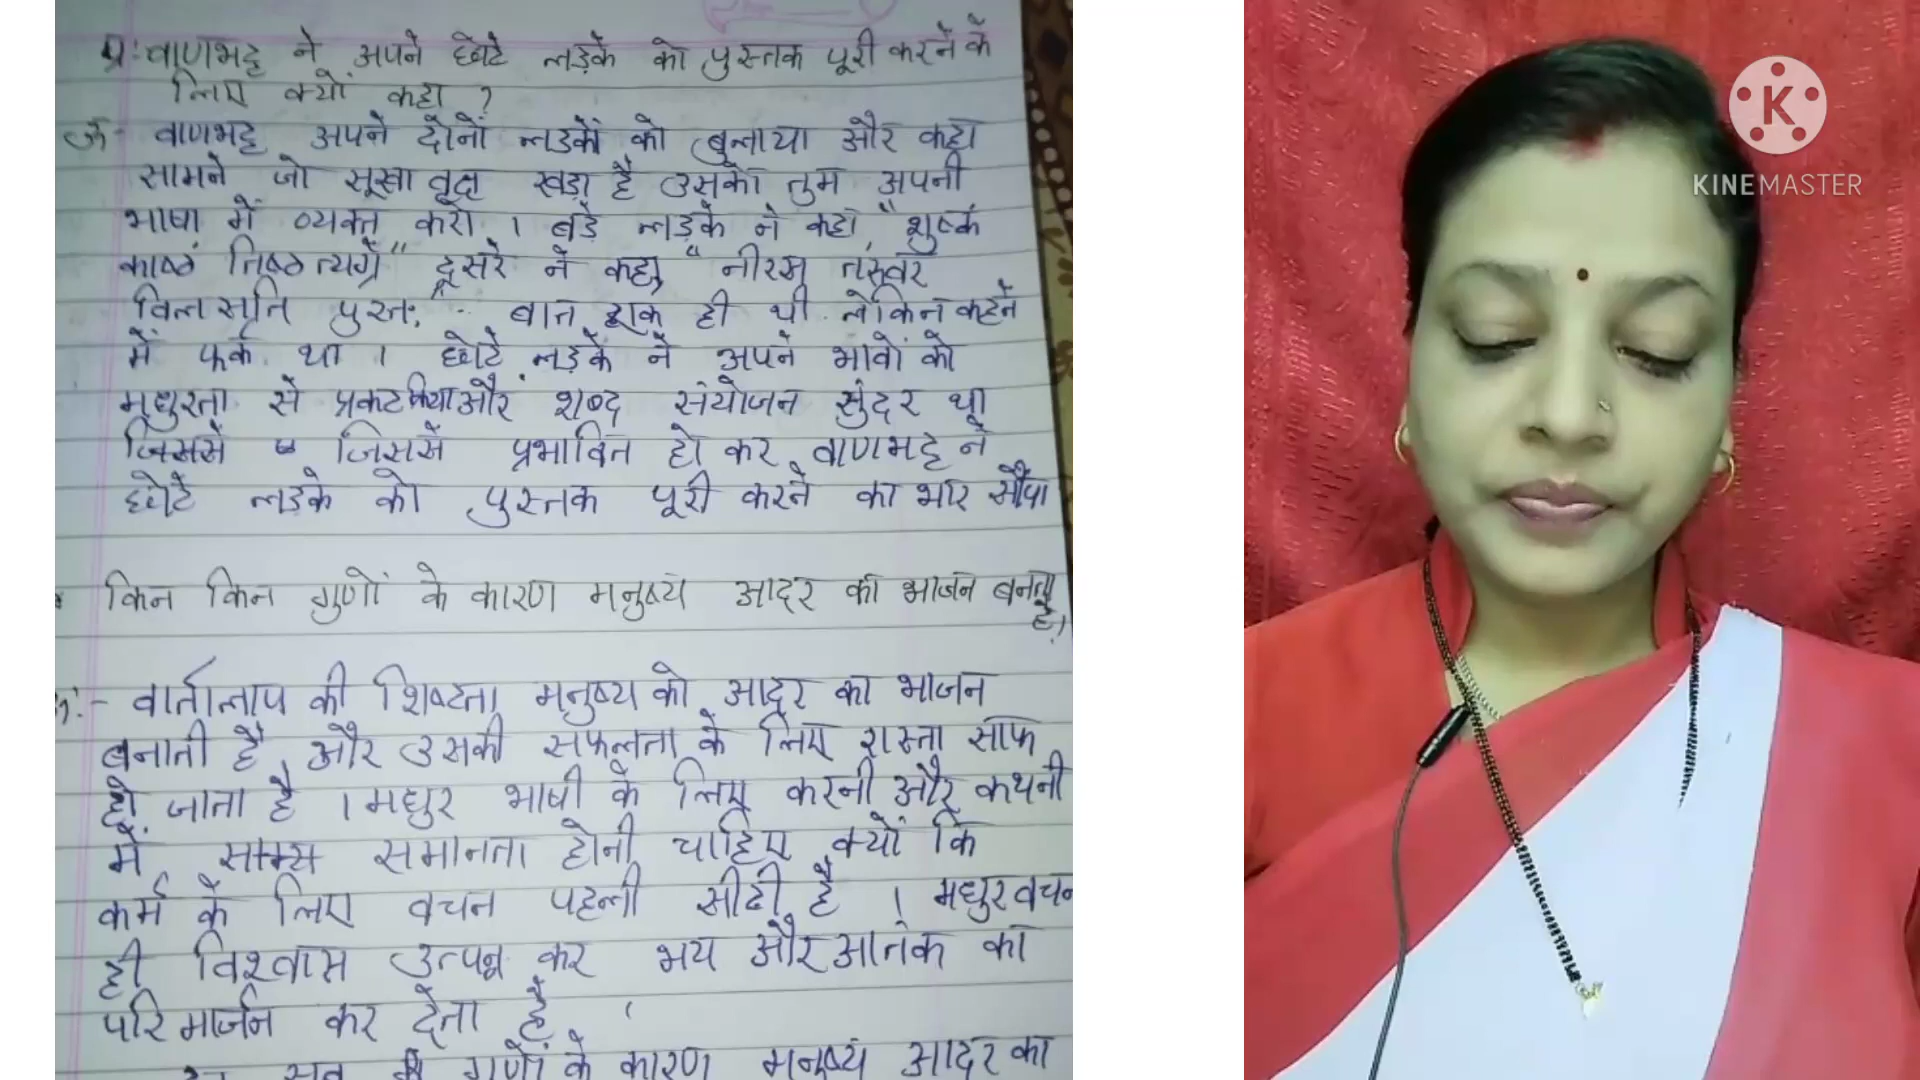 प्र:- वाणभट्ट ने अपने छोटे लड़के को पुस्तक पूरी करने के
लिए क्यों कहा ?
वाणभट्ट अपने दोनों लडकों को बुलाया और कहा
सामने जो सूखा वृक्ष खड़ा है उसको तुम अपनी
भाषा में व्यक्त करो । बड़े लड़के ने कहा, "शुष्कं
काष्ठं तिष्ठत्यग्रे" दूसरे ने कहा, "नीरस तरुवर
विलसति पुरतः बात एक ही थी लेकिन कहने
में फर्क था । छोटे लड़के ने अपने भावों को
मधुरता से प्रकट किया और शब्द संयोजन सुंदर था
जिससे जिससे प्रभावित हो कर वाणभट्ट ने
छोटे लड़के को पुस्तक पूरी करने का भार सौंपा
किन किन गुणों के कारण मनुष्य आदर का भाजन बनता
है।
:- वार्तालाप की शिष्टता मनुष्य को आदर का भाजन
बनाती है और उसकी सफलता के लिए रास्ता साफ
हो जाता है । मधुर भाषी के लिए करनी और कथनी
में समानता होनी चाहिए क्यों कि
कर्म के लिए वचन पहली सीढी है । मधुर वचन
ही विश्वास उत्पन्न कर भय और आतंक का
परिमार्जन कर देता है ।
गुणों के कारण मनुष्य आदर का
KINEMASTER